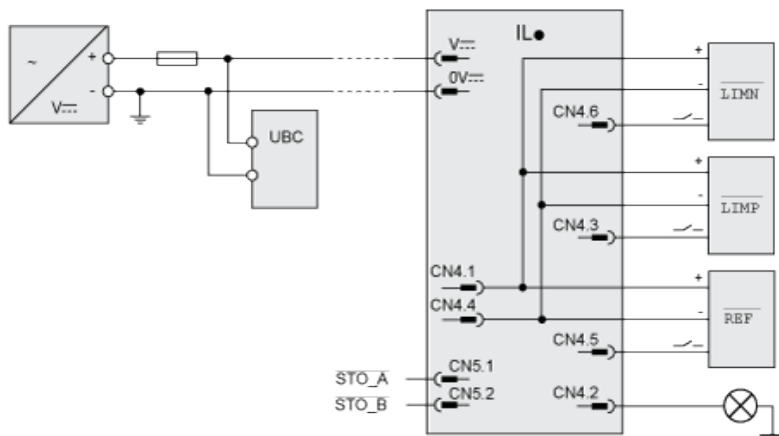 ~
+
-
V⎓
UBC
IL●
V⎓
0V⎓
CN4.6
+
-
LIMN
CN4.3
+
-
LIMP
CN4.1
CN4.4
CN4.5
+
-
REF
STO_A
CN5.1
STO_B
CN5.2
CN4.2